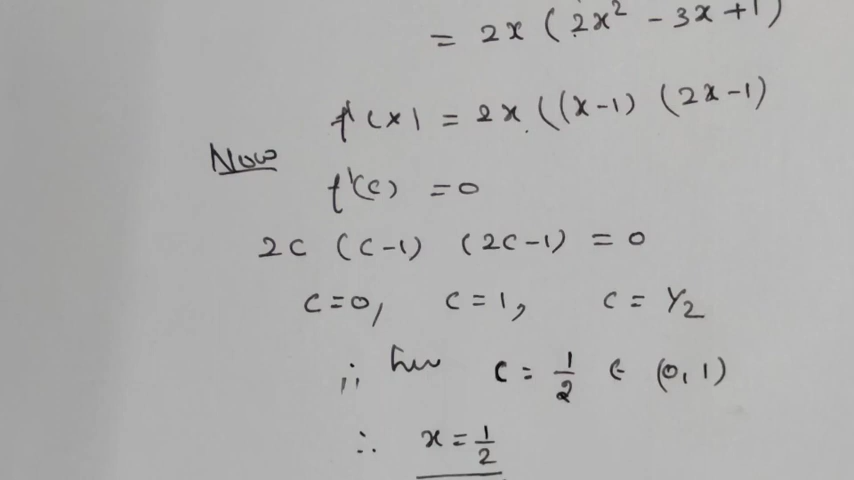 = 2x (2x² - 3x + 1)
f'(x) = 2x ((x-1) (2x-1)
Now
f'(c) = 0
2c (c-1) (2c-1) = 0
c=0, c=1, c = 1/2
∴ c = 1/2 ∈ (0,1)
∴ x = 1/2